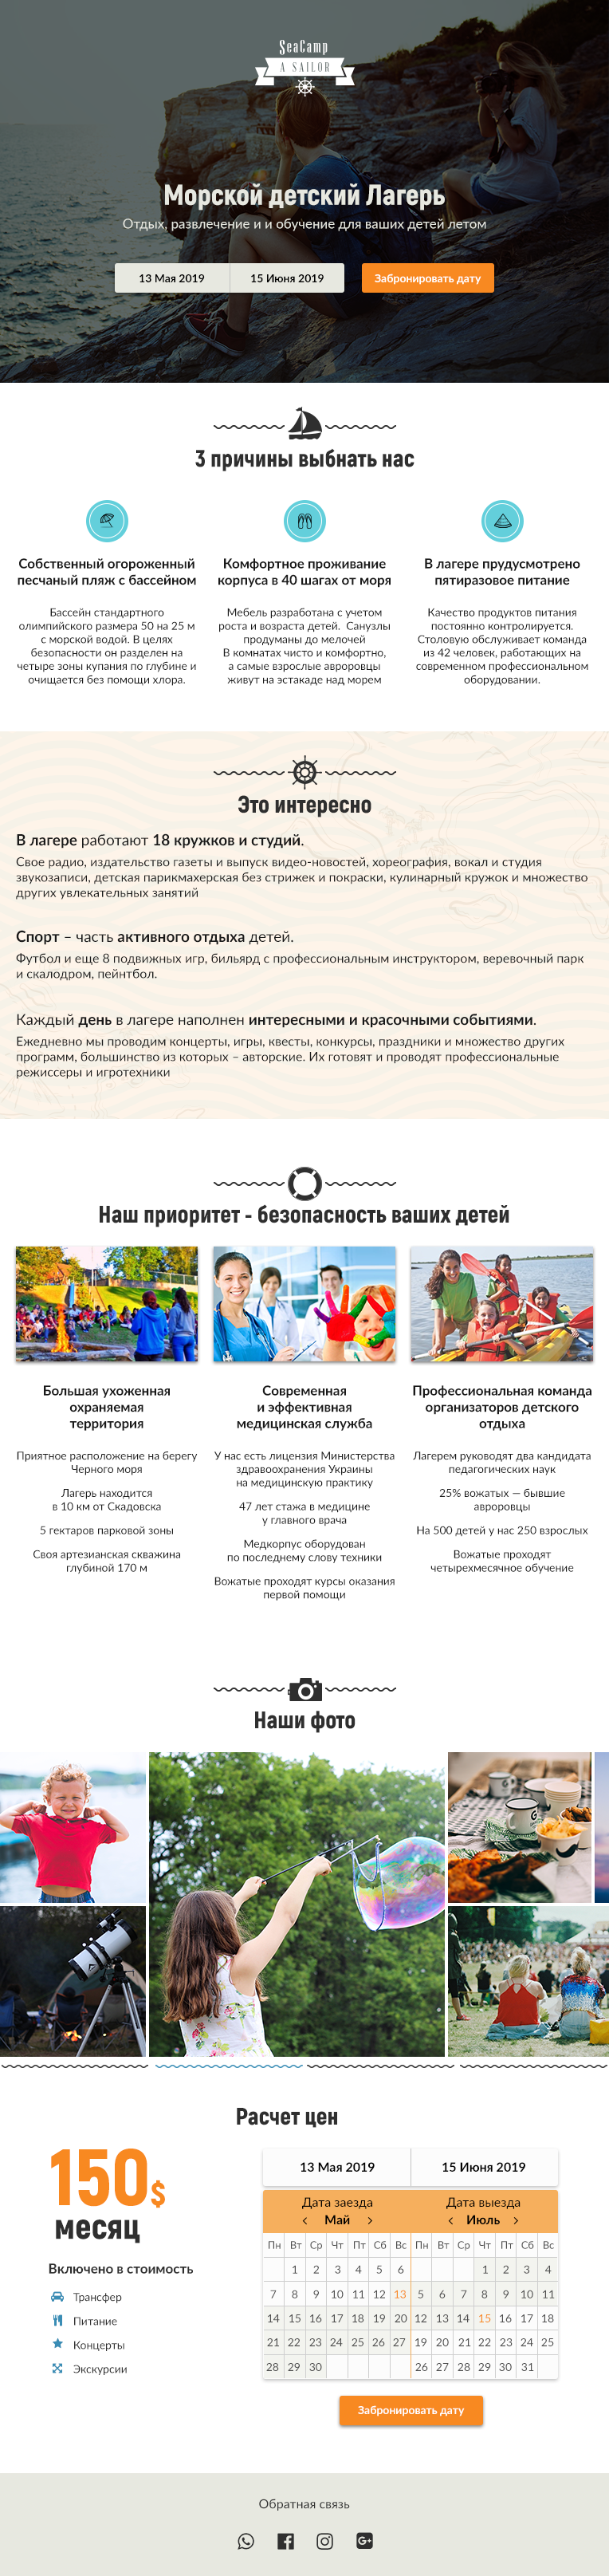 SeaCamp
A SAILOR
Морской детский Лагерь
Отдых, развлечение и и обучение для ваших детей летом
13 Мая 2019
15 Июня 2019
Забронировать дату
3 причины выбнать нас
Собственный огороженный
песчаный пляж с бассейном
Бассейн стандартного
олимпийского размера 50 на 25 м
с морской водой. В целях
безопасности он разделен на
четыре зоны купания по глубине и
очищается без помощи хлора.
Комфортное проживание
корпуса в 40 шагах от моря
Мебель разработана с учетом
роста и возраста детей. Санузлы
продуманы до мелочей
В комнатах чисто и комфортно,
а самые взрослые авроровцы
живут на эстакаде над морем
В лагере прудусмотрено
пятиразовое питание
Качество продуктов питания
постоянно контролируется.
Столовую обслуживает команда
из 42 человек, работающих на
современном профессиональном
оборудовании.
Это интересно
В лагере работают 18 кружков и студий.
Свое радио, издательство газеты и выпуск видео-новостей, хореография, вокал и студия
звукозаписи, детская парикмахерская без стрижек и покраски, кулинарный кружок и множество
других увлекательных занятий
Спорт – часть активного отдыха детей.
Футбол и еще 8 подвижных игр, бильярд с профессиональным инструктором, веревочный парк
и скалодром, пейнтбол.
Каждый день в лагере наполнен интересными и красочными событиями.
Ежедневно мы проводим концерты, игры, квесты, конкурсы, праздники и множество других
программ, большинство из которых – авторские. Их готовят и проводят профессиональные
режиссеры и игротехники
Наш приоритет - безопасность ваших детей
Большая ухоженная
охраняемая
территория
Приятное расположение на берегу
Черного моря
Лагерь находится
в 10 км от Скадовска
5 гектаров парковой зоны
Своя артезианская скважина
глубиной 170 м
Современная
и эффективная
медицинская служба
У нас есть лицензия Министерства
здравоохранения Украины
на медицинскую практику
47 лет стажа в медицине
у главного врача
Медкорпус оборудован
по последнему слову техники
Вожатые проходят курсы оказания
первой помощи
Профессиональная команда
организаторов детского
отдыха
Лагерем руководят два кандидата
педагогических наук
25% вожатых — бывшие
авроровцы
На 500 детей у нас 250 взрослых
Вожатые проходят
четырехмесячное обучение
Наши фото
Расчет цен
150$
месяц
Включено в стоимость
Трансфер
Питание
Концерты
Экскурсии
13 Мая 2019
15 Июня 2019
Дата заезда
Дата выезда
‹ Май ›
‹ Июль ›
Пн Вт Ср Чт Пт Сб Вс Пн Вт Ср Чт Пт Сб Вс
1 2 3 4 5 6 1 2 3 4
7 8 9 10 11 12 13 5 6 7 8 9 10 11
14 15 16 17 18 19 20 12 13 14 15 16 17 18
21 22 23 24 25 26 27 19 20 21 22 23 24 25
28 29 30 26 27 28 29 30 31
Забронировать дату
Обратная связь
G+